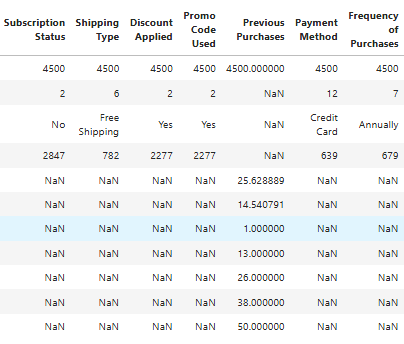 Subscription Status Shipping Type Discount Applied Promo Code Used Previous Purchases Payment Method Frequency of Purchases
4500 4500 4500 4500 4500.000000 4500 4500
2 6 2 2 NaN 12 7
No Free Shipping Yes Yes NaN Credit Card Annually
2847 782 2277 2277 NaN 639 679
NaN NaN NaN NaN 25.628889 NaN NaN
NaN NaN NaN NaN 14.540791 NaN NaN
NaN NaN NaN NaN 1.000000 NaN NaN
NaN NaN NaN NaN 13.000000 NaN NaN
NaN NaN NaN NaN 26.000000 NaN NaN
NaN NaN NaN NaN 38.000000 NaN NaN
NaN NaN NaN NaN 50.000000 NaN NaN